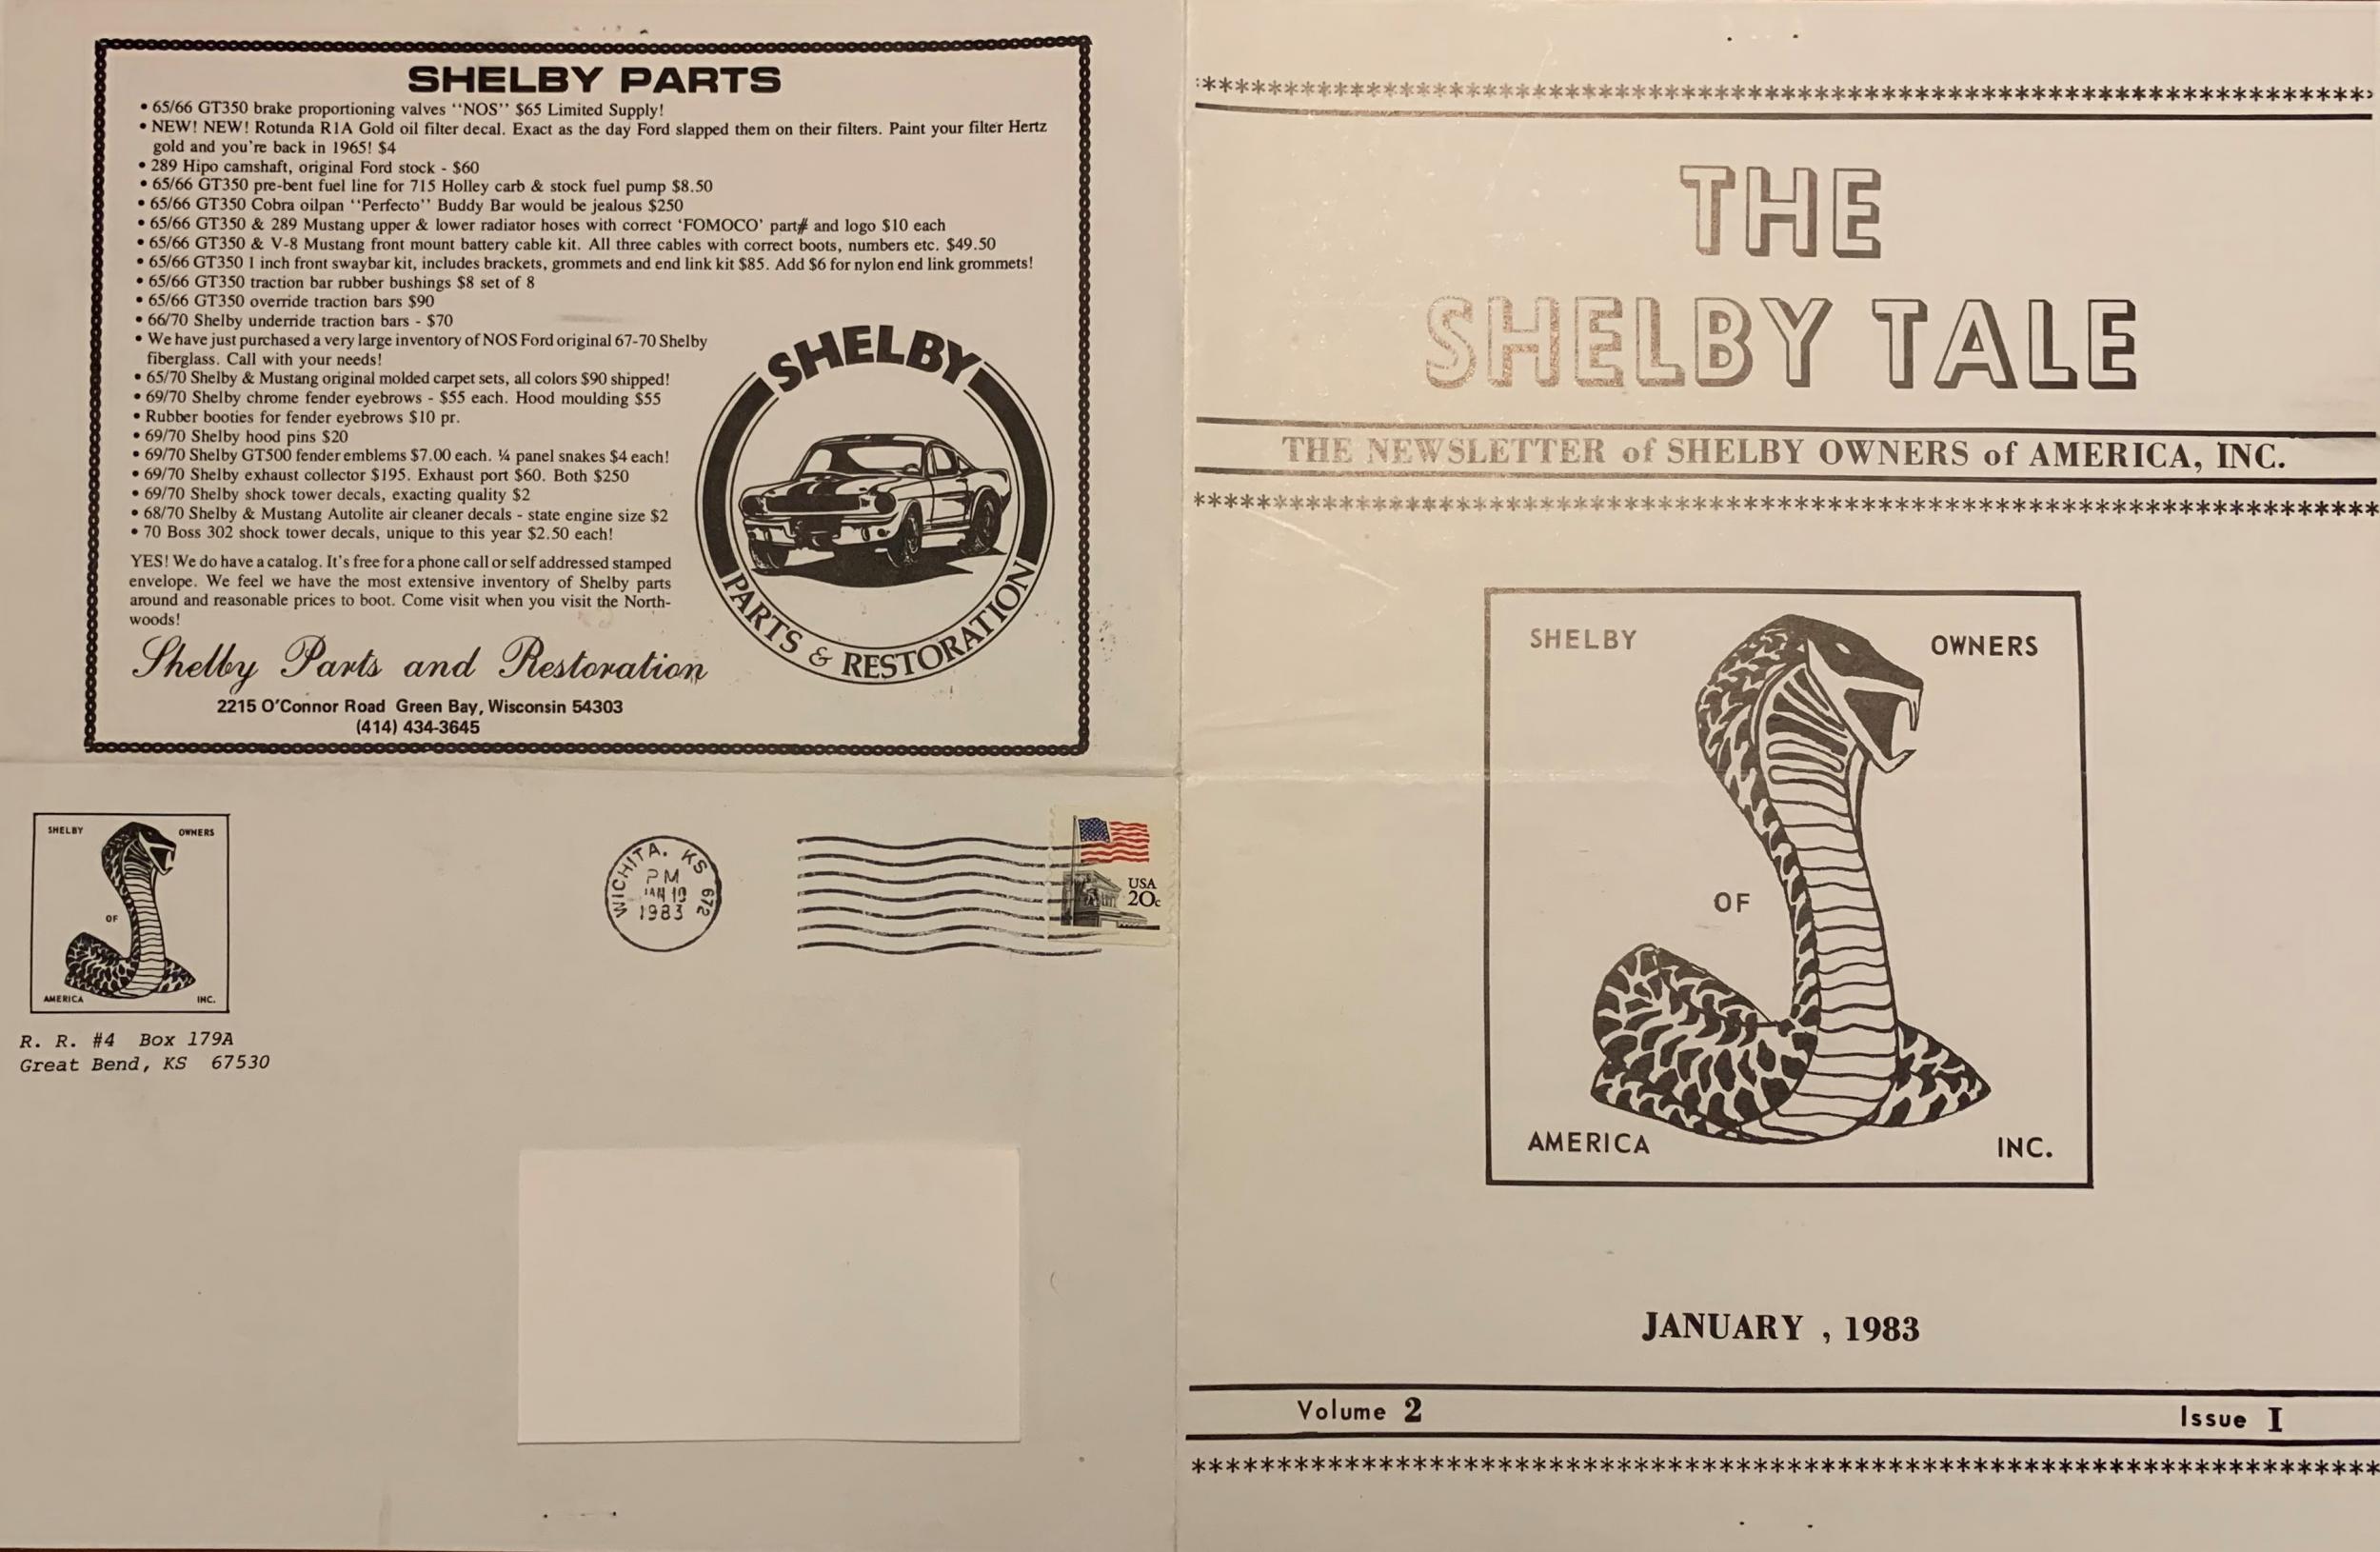 SHELBY PARTS
• 65/66 GT350 brake proportioning valves "NOS" $65 Limited Supply!
• NEW! NEW! Rotunda R1A Gold oil filter decal. Exact as the day Ford slapped them on their filters. Paint your filter Hertz
gold and you're back in 1965! $4
• 289 Hipo camshaft, original Ford stock - $60
• 65/66 GT350 pre-bent fuel line for 715 Holley carb & stock fuel pump $8.50
• 65/66 GT350 Cobra oilpan "Perfecto" Buddy Bar would be jealous $250
• 65/66 GT350 & 289 Mustang upper & lower radiator hoses with correct 'FOMOCO' part# and logo $10 each
• 65/66 GT350 & V-8 Mustang front mount battery cable kit. All three cables with correct boots, numbers etc. $49.50
• 65/66 GT350 1 inch front swaybar kit, includes brackets, grommets and end link kit $85. Add $6 for nylon end link grommets!
• 65/66 GT350 traction bar rubber bushings $8 set of 8
• 65/66 GT350 override traction bars $90
• 66/70 Shelby underride traction bars - $70
• We have just purchased a very large inventory of NOS Ford original 67-70 Shelby
fiberglass. Call with your needs!
• 65/70 Shelby & Mustang original molded carpet sets, all colors $90 shipped!
• 69/70 Shelby chrome fender eyebrows - $55 each. Hood moulding $55
• Rubber booties for fender eyebrows $10 pr.
• 69/70 Shelby hood pins $20
• 69/70 Shelby GT500 fender emblems $7.00 each. ¼ panel snakes $4 each!
• 69/70 Shelby exhaust collector $195. Exhaust port $60. Both $250
• 69/70 Shelby shock tower decals, exacting quality $2
• 68/70 Shelby & Mustang Autolite air cleaner decals - state engine size $2
• 70 Boss 302 shock tower decals, unique to this year $2.50 each!
YES! We do have a catalog. It's free for a phone call or self addressed stamped
envelope. We feel we have the most extensive inventory of Shelby parts
around and reasonable prices to boot. Come visit when you visit the North-
woods!
Shelby Parts and Restoration
2215 O'Connor Road Green Bay, Wisconsin 54303
(414) 434-3645
SHELBY
PARTS & RESTORATION
SHELBY OWNERS
OF
AMERICA INC.
R. R. #4 Box 179A
Great Bend, KS 67530
WICHITA, KS 672
PM
JAN 10
1983
USA
20c
*******************************************************************************
THE
SHELBY TALE
THE NEWSLETTER of SHELBY OWNERS of AMERICA, INC.
*******************************************************************************
SHELBY OWNERS
OF
AMERICA INC.
JANUARY , 1983
Volume 2 Issue I
*******************************************************************************